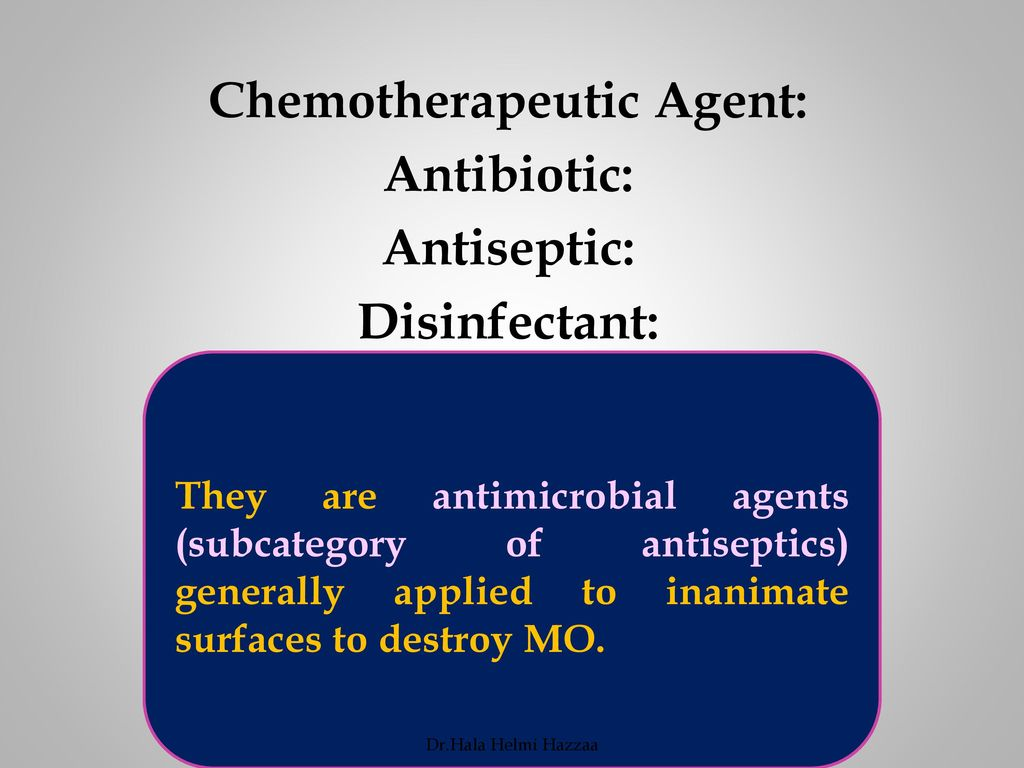 Chemotherapeutic Agent:
Antibiotic:
Antiseptic:
Disinfectant:
They are antimicrobial agents
(subcategory of antiseptics)
generally applied to inanimate
surfaces to destroy MO.
Dr.Hala Helmi Hazzaa